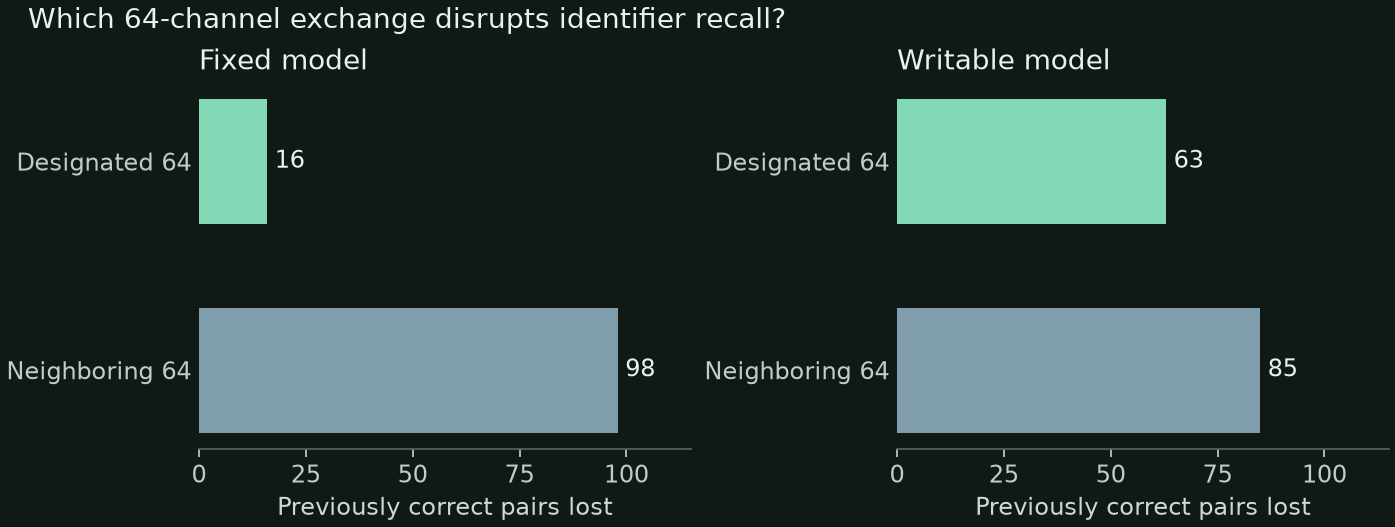 Which 64-channel exchange disrupts identifier recall?
Fixed model
Designated 64
16
Neighboring 64
98
0 25 50 75 100
Previously correct pairs lost
Writable model
Designated 64
63
Neighboring 64
85
0 25 50 75 100
Previously correct pairs lost